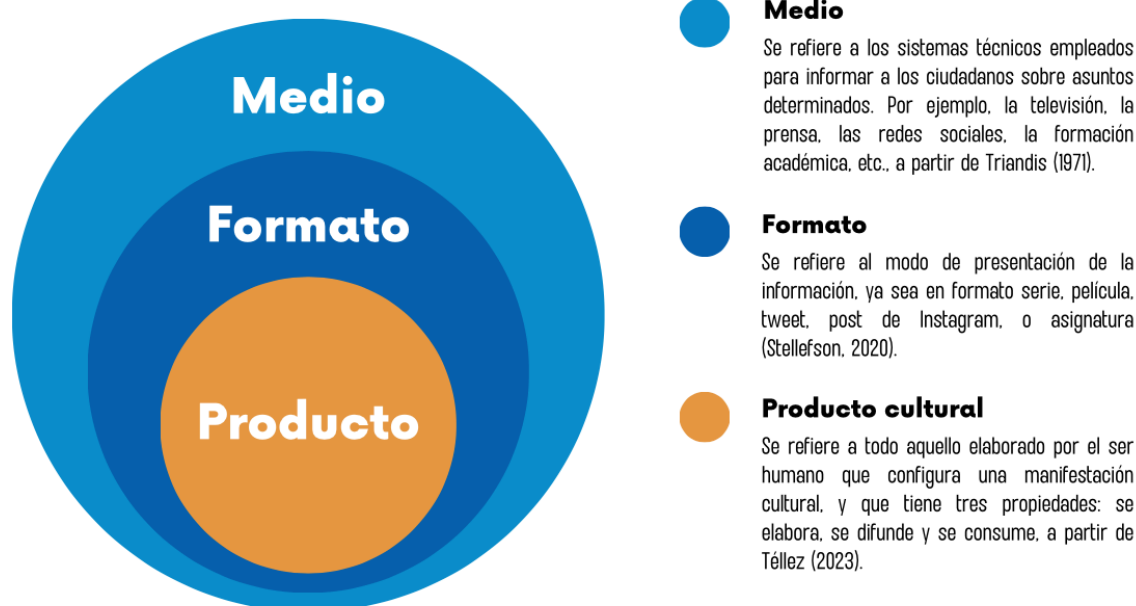 Medio
Formato
Producto
Medio
Se refiere a los sistemas técnicos empleados
para informar a los ciudadanos sobre asuntos
determinados. Por ejemplo, la televisión, la
prensa, las redes sociales, la formación
académica, etc., a partir de Triandis (1971).
Formato
Se refiere al modo de presentación de la
información, ya sea en formato serie, película,
tweet, post de Instagram, o asignatura
(Stellefson, 2020).
Producto cultural
Se refiere a todo aquello elaborado por el ser
humano que configura una manifestación
cultural, y que tiene tres propiedades: se
elabora, se difunde y se consume, a partir de
Téllez (2023).